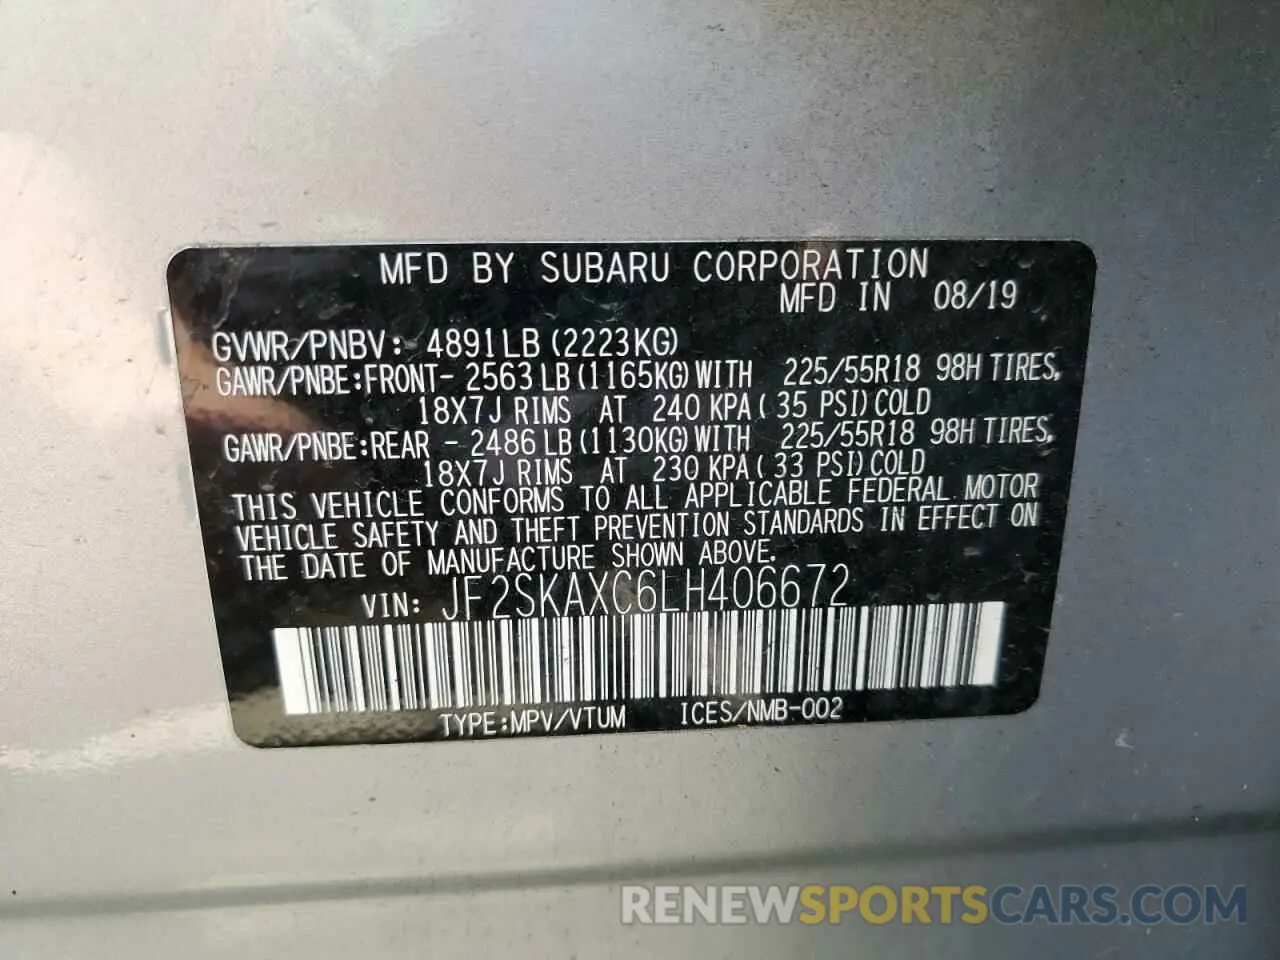 MFD BY SUBARU CORPORATION
MFD IN 08/19
GVWR/PNBV: 4891LB (2223KG)
GAWR/PNBE:FRONT- 2563 LB (1165KG) WITH 225/55R18 98H TIRES,
18X7J RIMS AT 240 KPA ( 35 PSI) COLD
GAWR/PNBE:REAR - 2486 LB (1130KG) WITH 225/55R18 98H TIRES,
18X7J RIMS AT 230 KPA ( 33 PSI) COLD
THIS VEHICLE CONFORMS TO ALL APPLICABLE FEDERAL MOTOR
VEHICLE SAFETY AND THEFT PREVENTION STANDARDS IN EFFECT ON
THE DATE OF MANUFACTURE SHOWN ABOVE.
VIN: JF2SKAXC6LH406672
TYPE:MPV/VTUM ICES/NMB-002
RENEWSPORTSCARS.COM